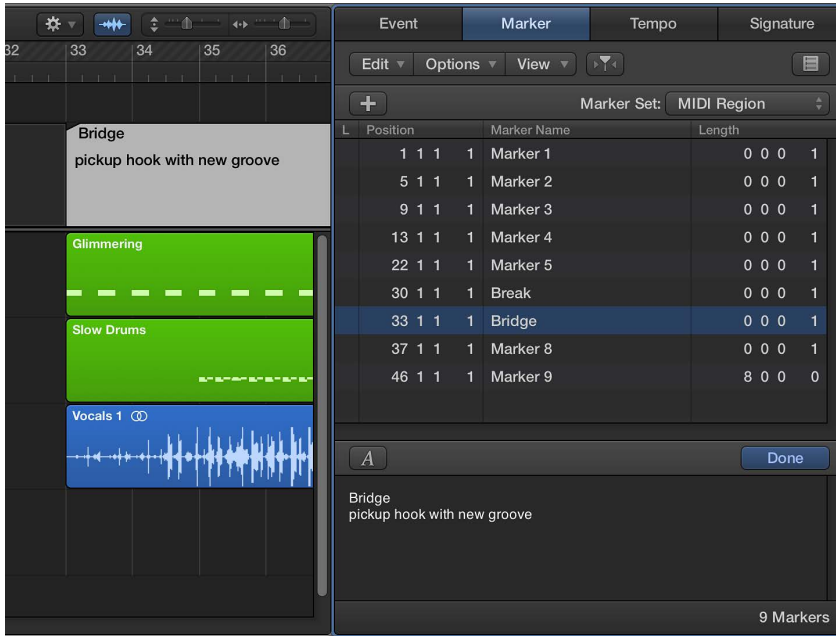 Event Marker Tempo Signature
32 33 34 35 36
Edit Options View
Marker Set: MIDI Region
L Position Marker Name Length
Bridge
pickup hook with new groove
1 1 1 1 Marker 1 0 0 0 1
5 1 1 1 Marker 2 0 0 0 1
9 1 1 1 Marker 3 0 0 0 1
13 1 1 1 Marker 4 0 0 0 1
22 1 1 1 Marker 5 0 0 0 1
30 1 1 1 Break 0 0 0 1
33 1 1 1 Bridge 0 0 0 1
37 1 1 1 Marker 8 0 0 0 1
46 1 1 1 Marker 9 8 0 0 0
Glimmering
Slow Drums
Vocals 1
A Done
Bridge
pickup hook with new groove
9 Markers